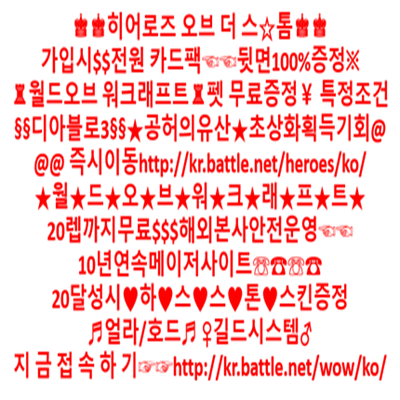 ♚♚히어로즈 오브 더 스☆톰♚♚
가입시$$전원 카드팩☜☜뒷면100%증정※
♜월드오브 워크래프트♜펫 무료증정￥ 특정조건
§§디아블로3§§★공허의유산★초상화획득기회@
@@ 즉시이동http://kr.battle.net/heroes/ko/
★월★드★오★브★워★크★래★프★트★
20렙까지무료$$$해외본사안전운영☜☜
10년연속메이저사이트☏☎☏☎
20달성시♥하♥스♥스♥톤♥스킨증정
♬얼라/호드♬♀길드시스템♂
지 금 접 속 하 기☞☞http://kr.battle.net/wow/ko/